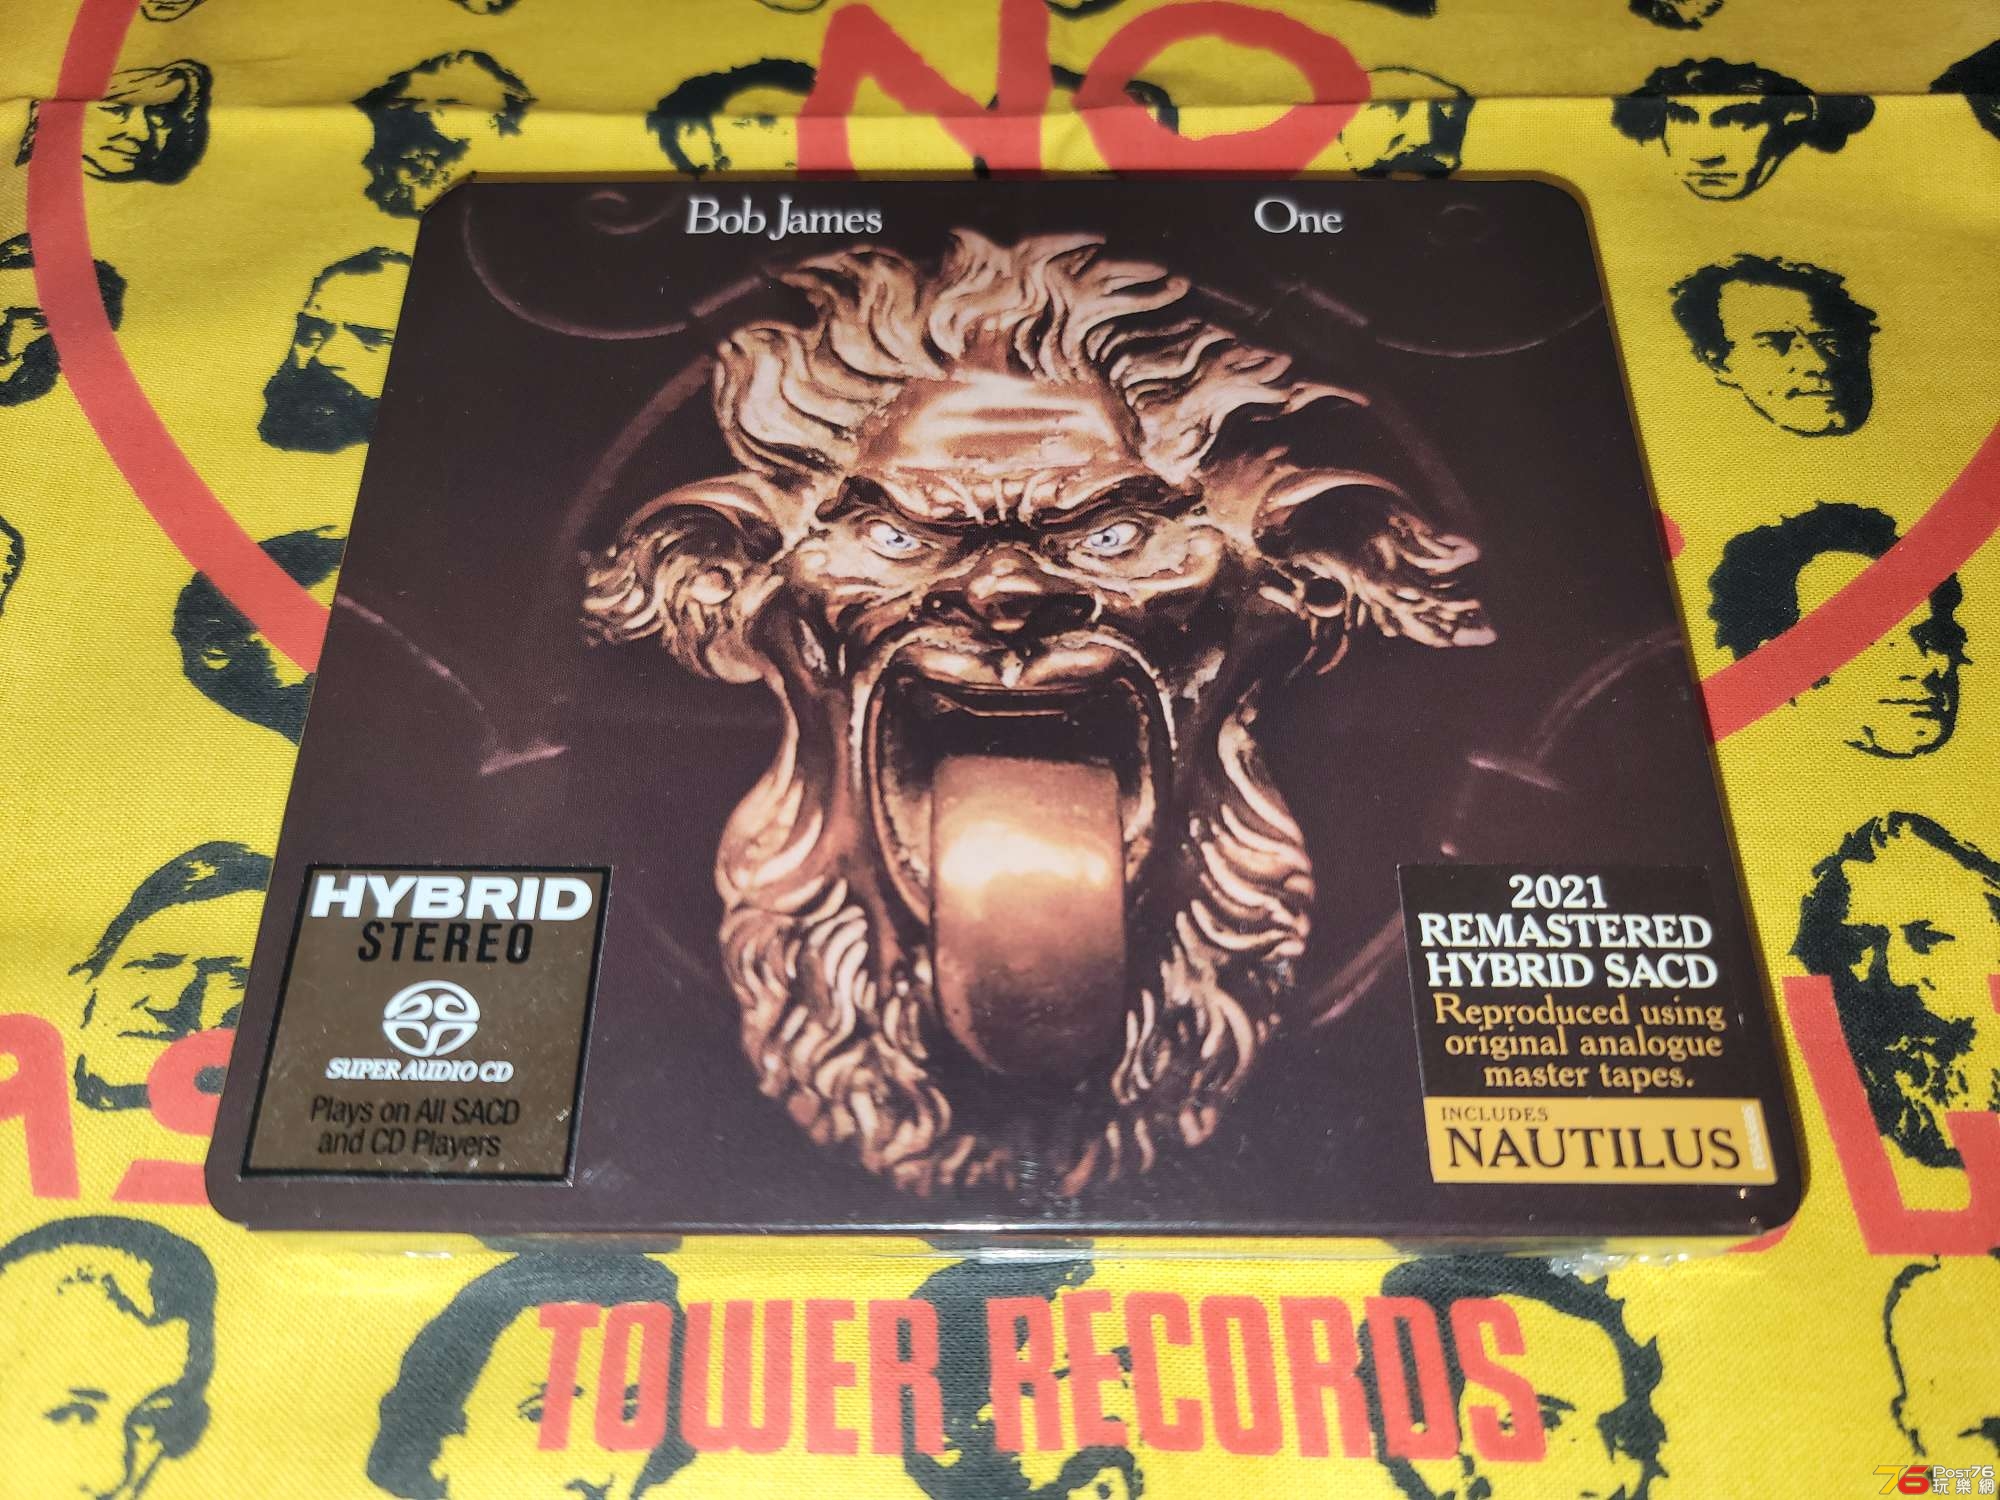 NO
Bob James
One
HYBRID
STEREO
SUPER AUDIO CD
Plays on All SACD
and CD Players
2021
REMASTERED
HYBRID SACD
Reproduced using
original analogue
master tapes.
INCLUDES
NAUTILUS
TOWER RECORDS
76
Post76
玩樂網